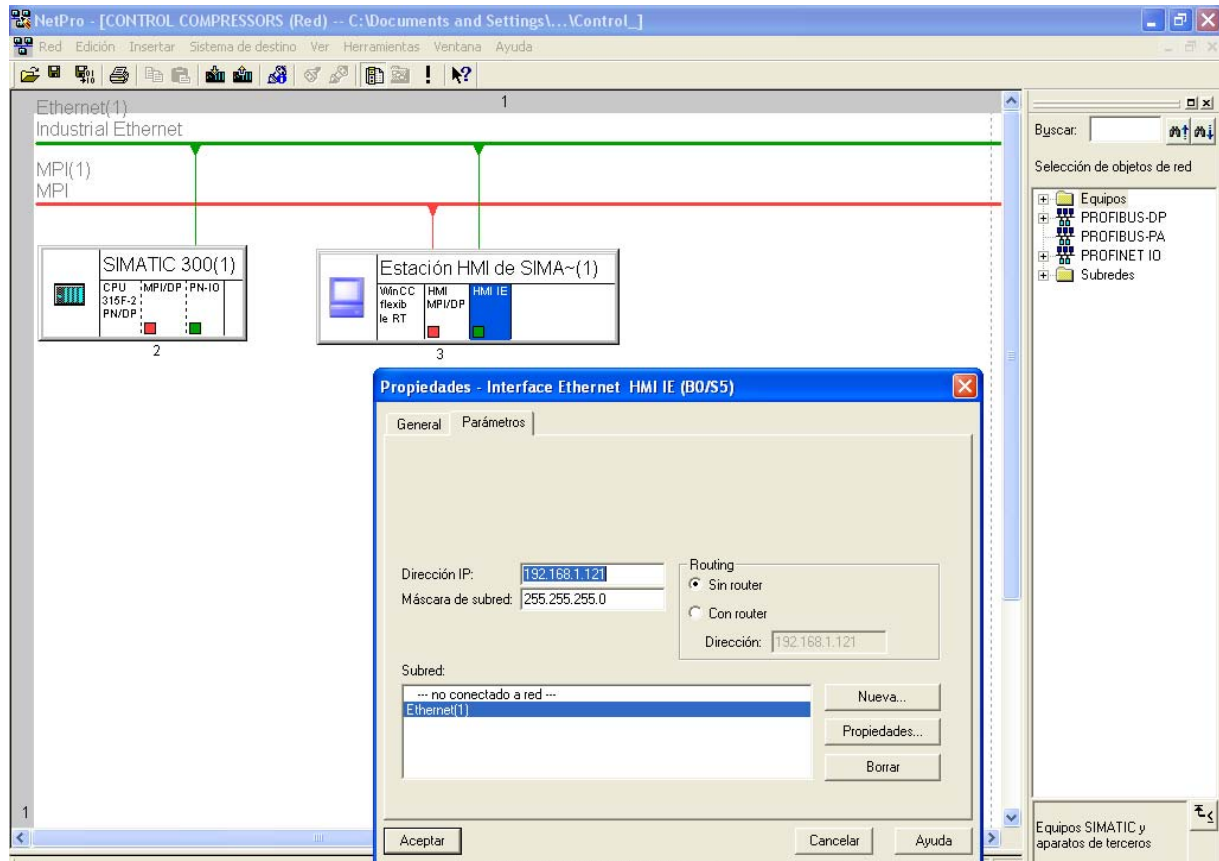 NetPro - [CONTROL COMPRESSORS (Red) -- C:\Documents and Settings\...\Control_]
Red Edición Insertar Sistema de destino Ver Herramientas Ventana Ayuda
1
Ethernet(1)
Industrial Ethernet
MPI(1)
MPI
SIMATIC 300(1)
CPU 315F-2 PN/DP
MPI/DP
PN-IO
2
Estación HMI de SIMA~(1)
WinCC flexib le RT
HMI MPI/DP
HMI IE
3
Buscar:
Selección de objetos de red
Equipos
PROFIBUS-DP
PROFIBUS-PA
PROFINET IO
Subredes
Propiedades - Interface Ethernet HMI IE (B0/S5)
General Parámetros
Dirección IP: 192.168.1.121
Máscara de subred: 255.255.255.0
Routing
Sin router
Con router
Dirección: 192.168.1.121
Subred:
--- no conectado a red ---
Ethernet(1)
Nueva...
Propiedades...
Borrar
Aceptar Cancelar Ayuda
1
Equipos SIMATIC y
aparatos de terceros